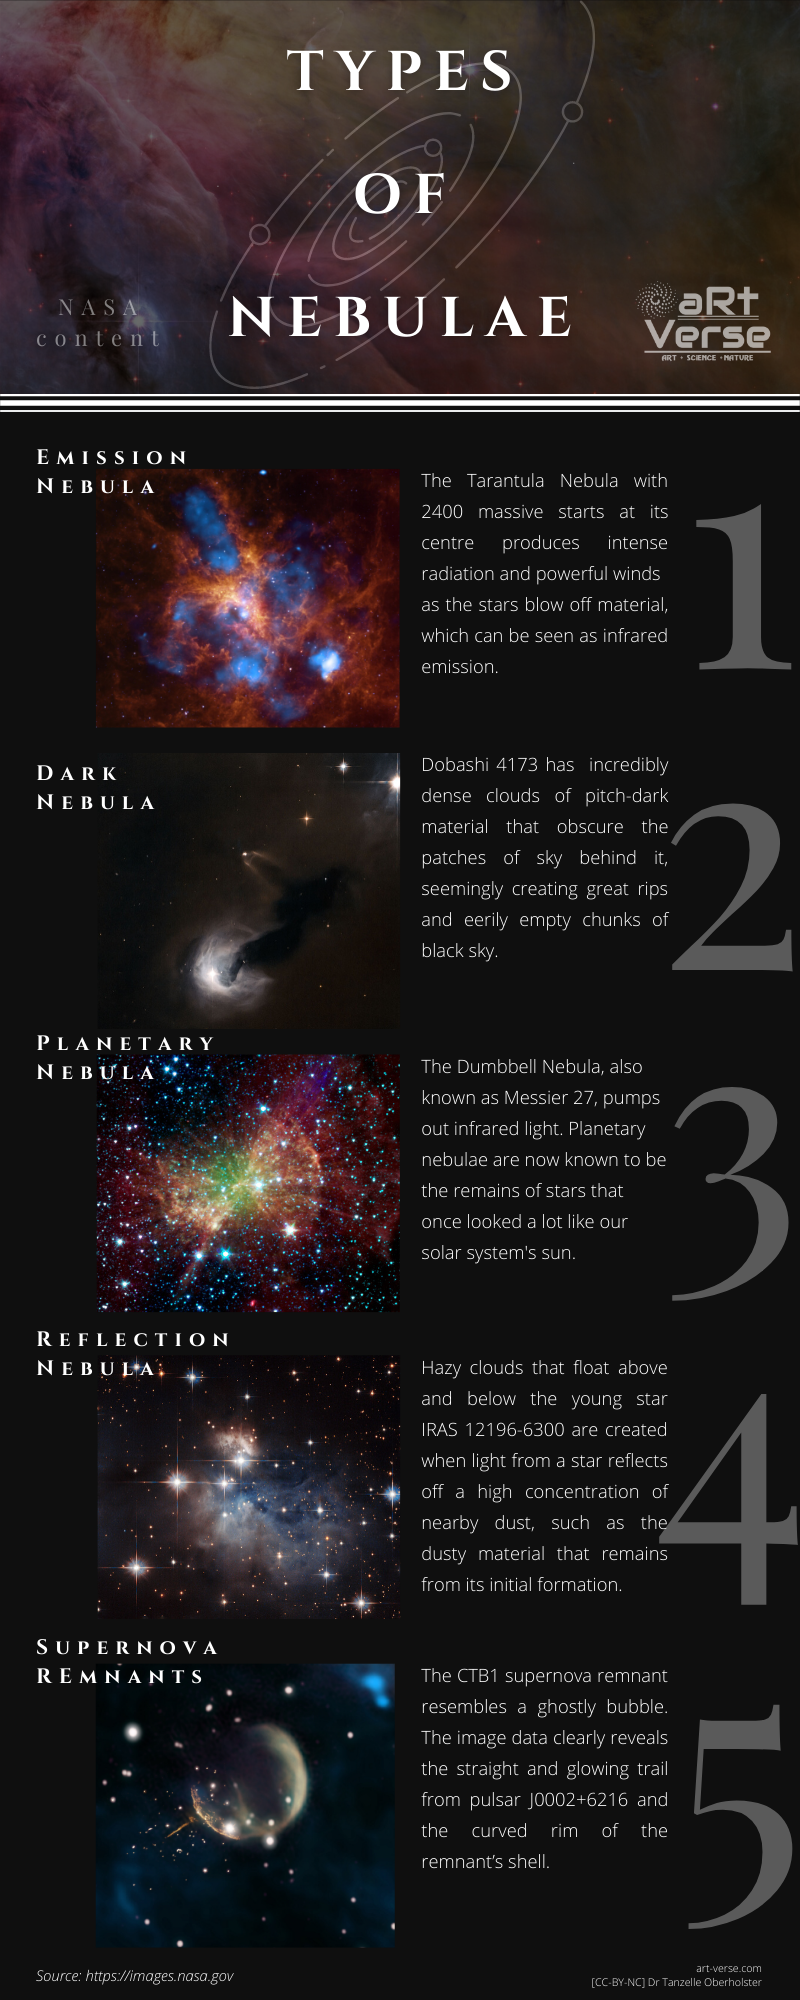 TYPES
OF
NEBULAE
NASA
content
aRt
Verse
ART • SCIENCE • NATURE
EMISSION
NEBULA
The Tarantula Nebula with
2400 massive starts at its
centre produces intense
radiation and powerful winds
as the stars blow off material,
which can be seen as infrared
emission.
1
DARK
NEBULA
Dobashi 4173 has incredibly
dense clouds of pitch-dark
material that obscure the
patches of sky behind it,
seemingly creating great rips
and eerily empty chunks of
black sky.
2
PLANETARY
NEBULA
The Dumbbell Nebula, also
known as Messier 27, pumps
out infrared light. Planetary
nebulae are now known to be
the remains of stars that
once looked a lot like our
solar system's sun.
3
REFLECTION
NEBULA
Hazy clouds that float above
and below the young star
IRAS 12196-6300 are created
when light from a star reflects
off a high concentration of
nearby dust, such as the
dusty material that remains
from its initial formation.
4
SUPERNOVA
REMNANTS
The CTB1 supernova remnant
resembles a ghostly bubble.
The image data clearly reveals
the straight and glowing trail
from pulsar J0002+6216 and
the curved rim of the
remnant’s shell.
5
Source: https://images.nasa.gov
art-verse.com
[CC-BY-NC] Dr Tanzelle Oberholster